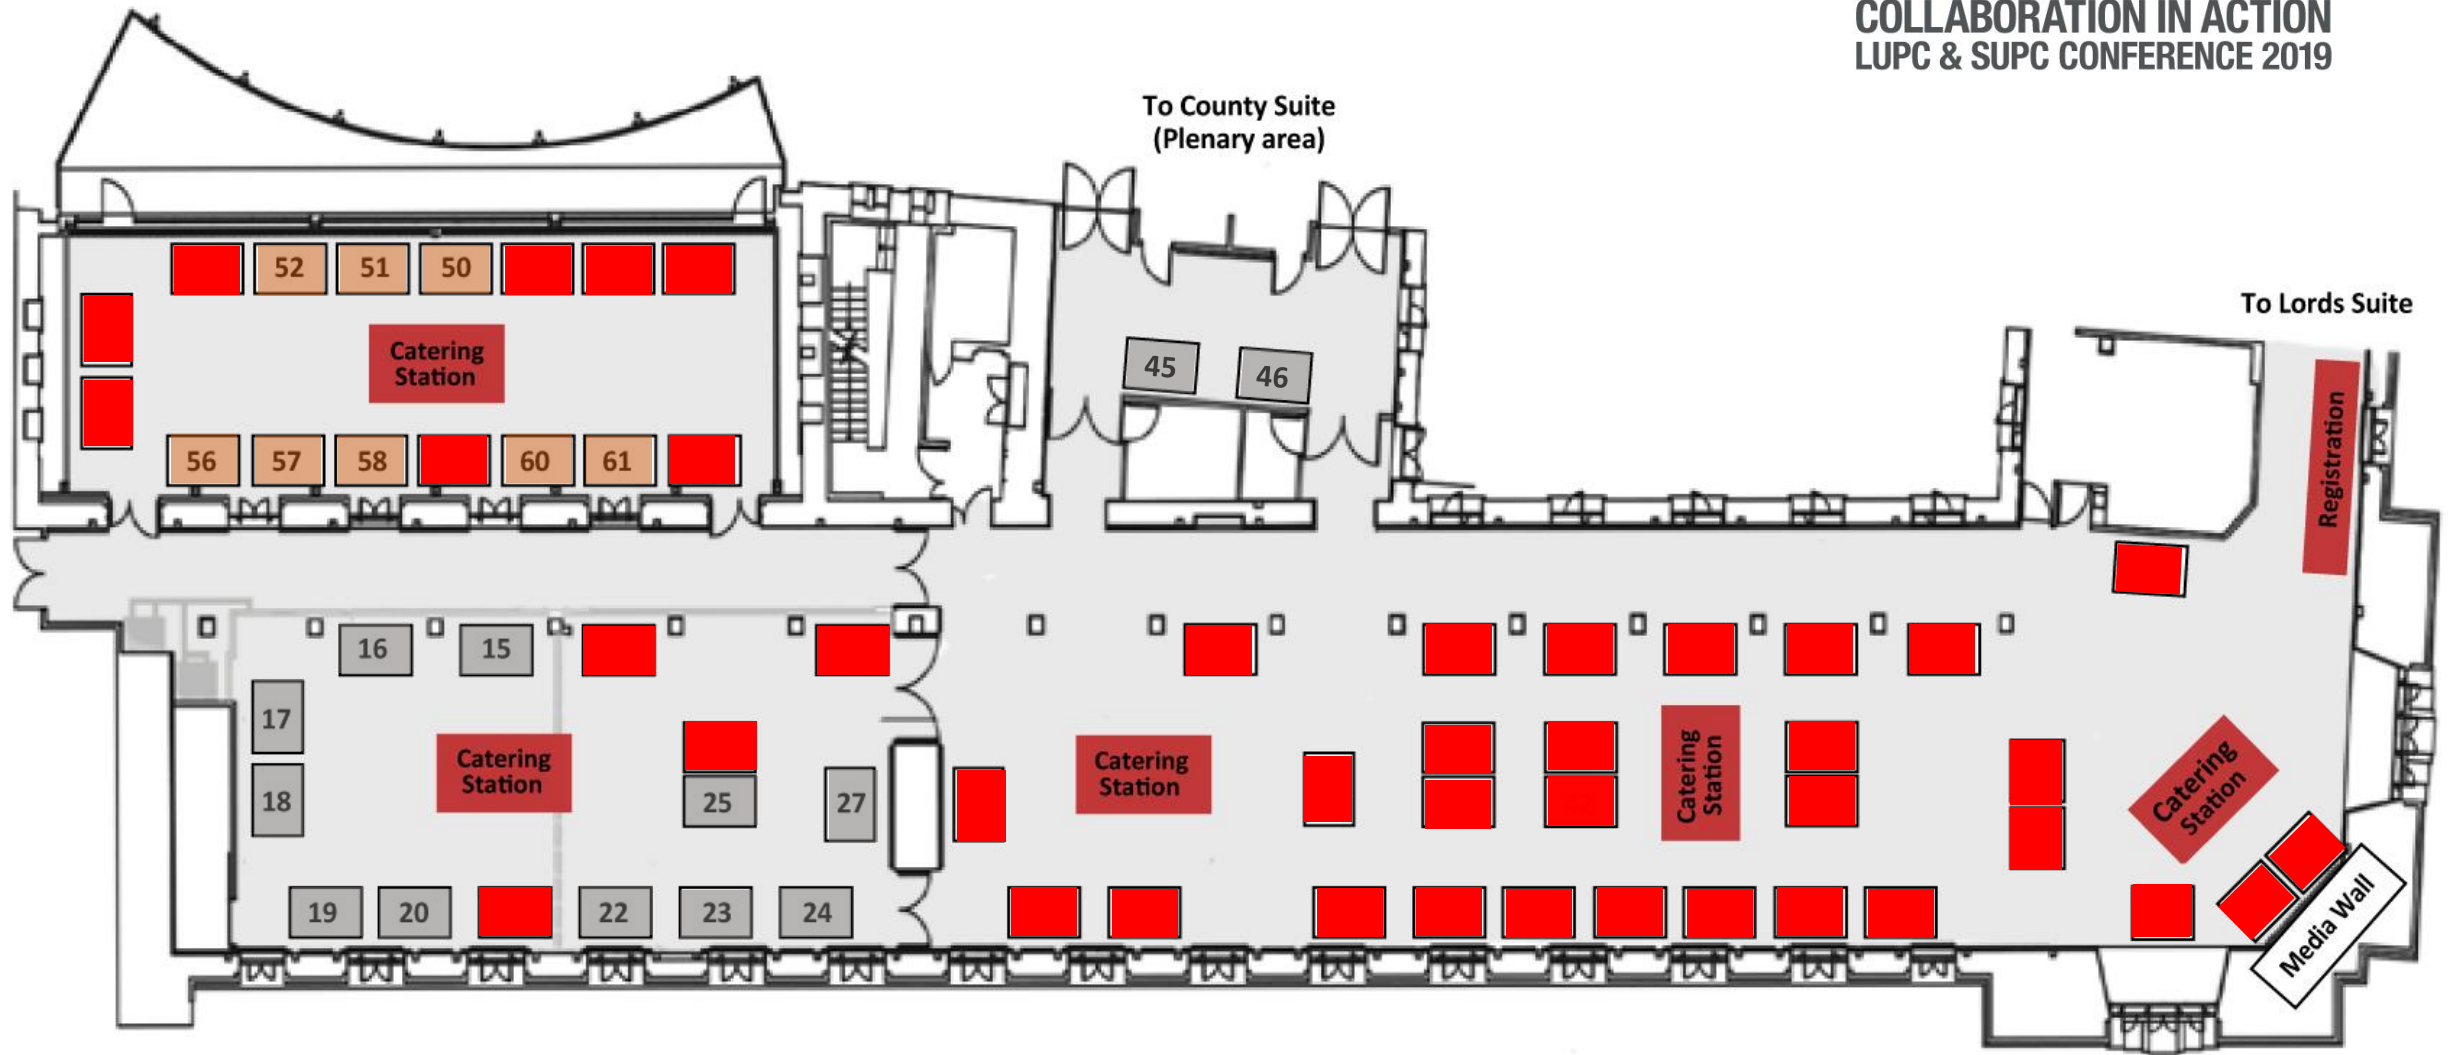 COLLABORATION IN ACTION
LUPC & SUPC CONFERENCE 2019
To County Suite
(Plenary area)
To Lords Suite
52 51 50
Catering
Station
45 46
Registration
56 57 58 60 61
16 15
17
Catering
Station
18
25 27
Catering
Station
Catering
Station
Catering
Station
19 20 22 23 24
Media Wall